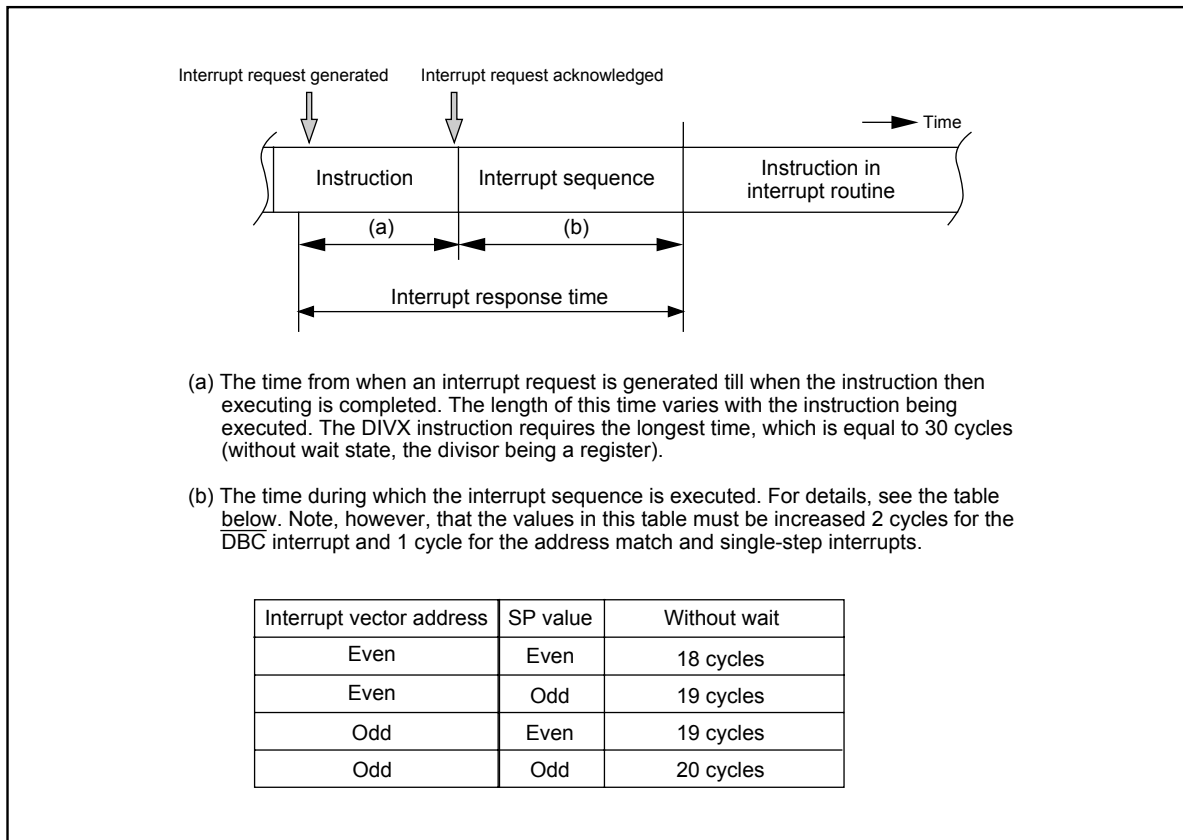 Interrupt request generated
Interrupt request acknowledged
Time
Instruction
Interrupt sequence
Instruction in
interrupt routine
(a)
(b)
Interrupt response time
(a) The time from when an interrupt request is generated till when the instruction then
executing is completed. The length of this time varies with the instruction being
executed. The DIVX instruction requires the longest time, which is equal to 30 cycles
(without wait state, the divisor being a register).
(b) The time during which the interrupt sequence is executed. For details, see the table
below. Note, however, that the values in this table must be increased 2 cycles for the
DBC interrupt and 1 cycle for the address match and single-step interrupts.
Interrupt vector address SP value Without wait
Even Even 18 cycles
Even Odd 19 cycles
Odd Even 19 cycles
Odd Odd 20 cycles